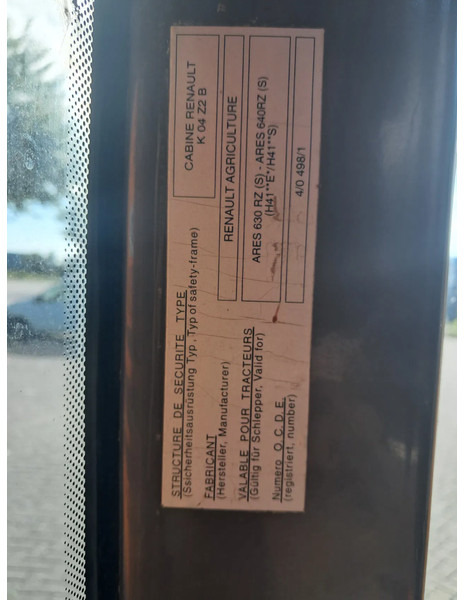 STRUCTURE DE SECURITE TYPE
(Ssicherheitsausrüstung Typ, Typ of safety-frame)
CABINE RENAULT
K 04 Z2 B
FABRICANT
(Hersteller, Manufacturer)
RENAULT AGRICULTURE
VALABLE POUR TRACTEURS
(Gültig für Schlepper, Valid for)
ARES 630 RZ (S) - ARES 640RZ (S)
(H41**E*/H41**S)
Numero O.C.D.E.
(registriert, number)
4/0 498/1